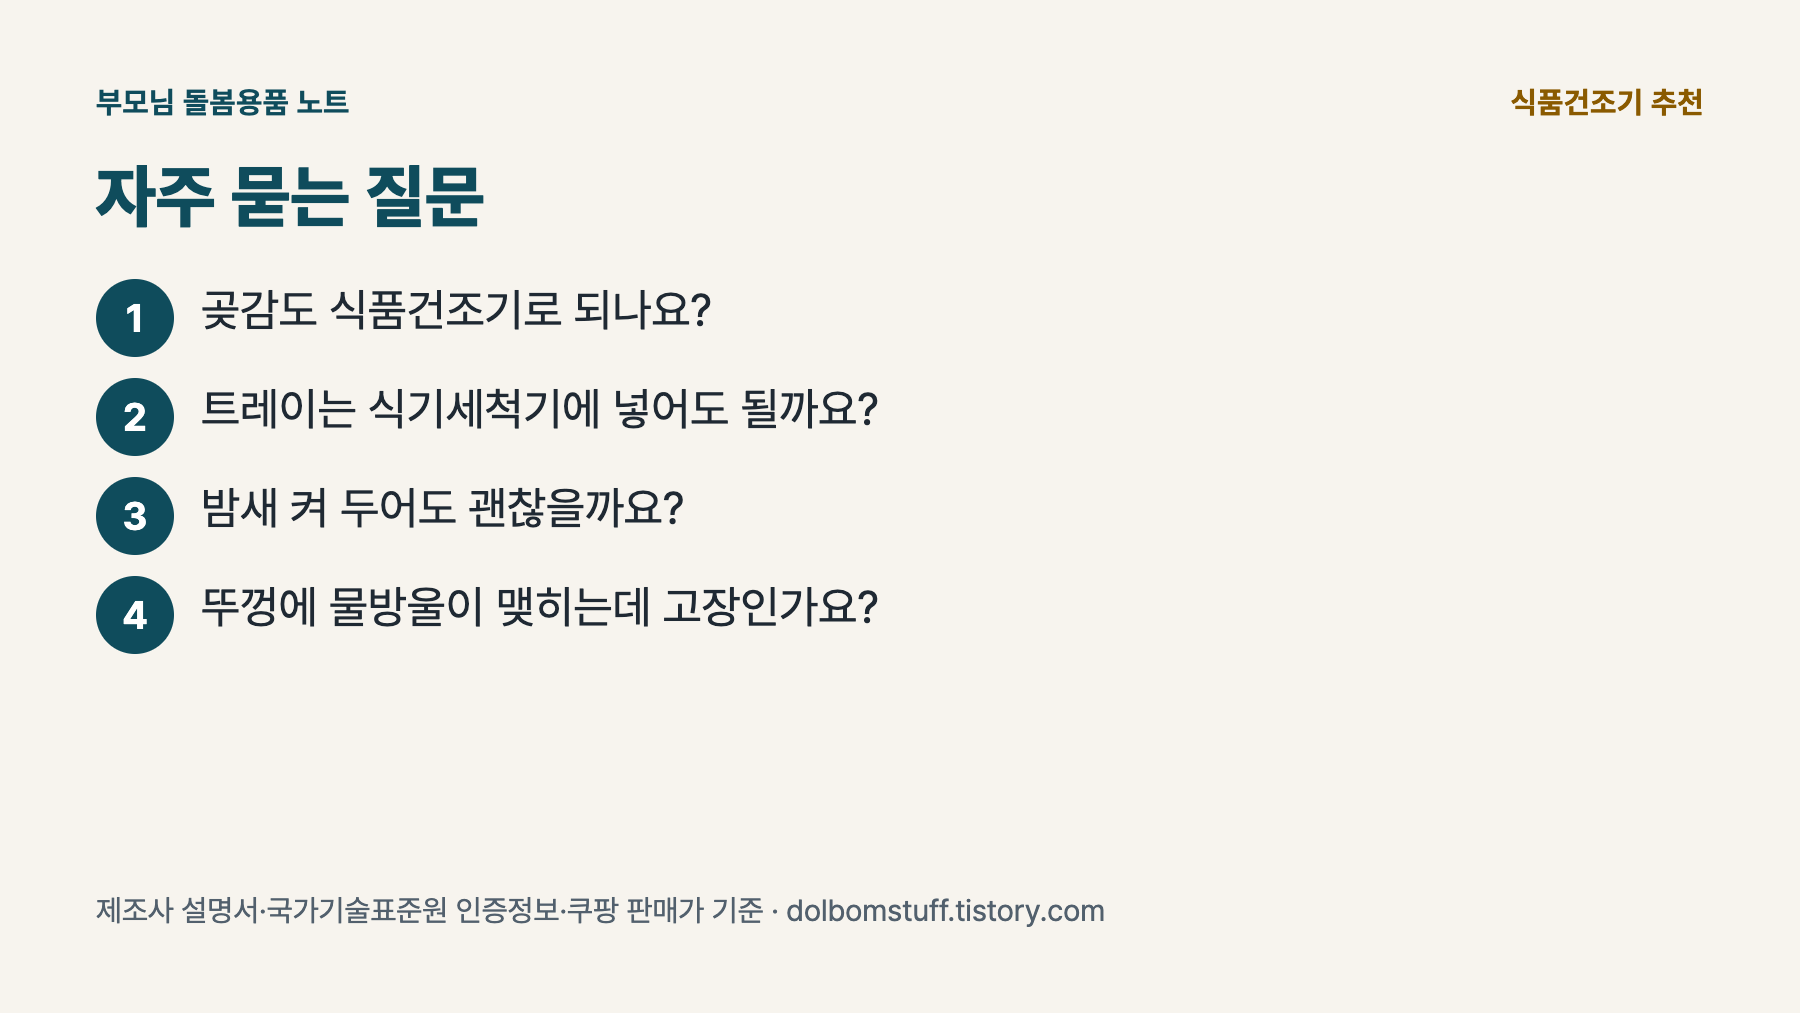 부모님 돌봄용품 노트
식품건조기 추천
자주 묻는 질문
1 곶감도 식품건조기로 되나요?
2 트레이는 식기세척기에 넣어도 될까요?
3 밤새 켜 두어도 괜찮을까요?
4 뚜껑에 물방울이 맺히는데 고장인가요?
제조사 설명서·국가기술표준원 인증정보·쿠팡 판매가 기준 · dolbomstuff.tistory.com